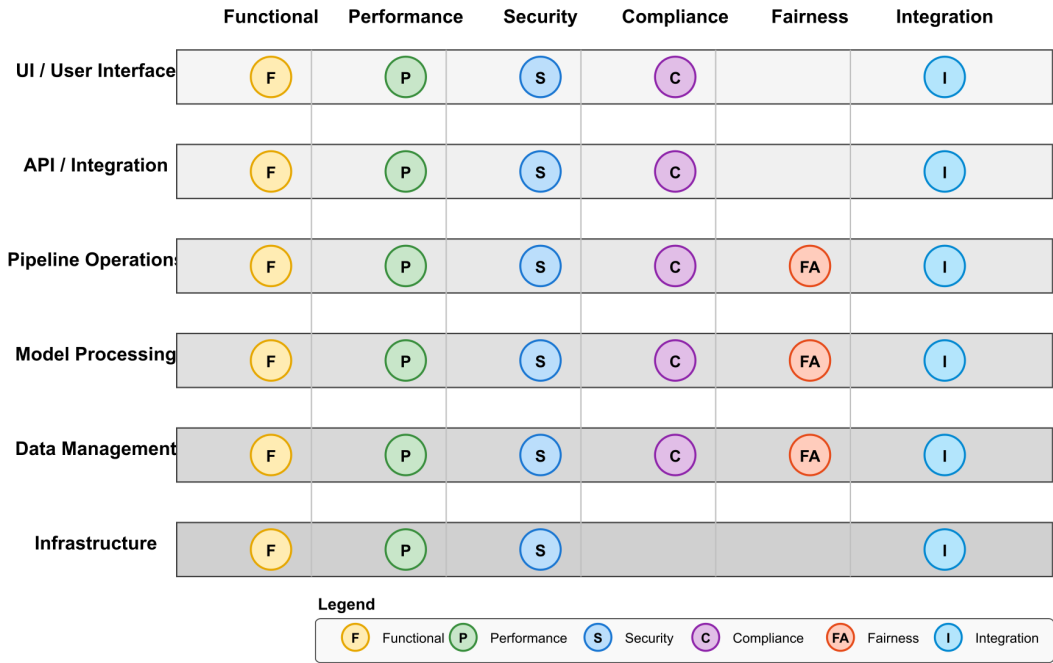 Functional Performance Security Compliance Fairness Integration
UI / User Interface F P S C I
API / Integration F P S C I
Pipeline Operations F P S C FA I
Model Processing F P S C FA I
Data Management F P S C FA I
Infrastructure F P S I
Legend
F Functional P Performance S Security C Compliance FA Fairness I Integration